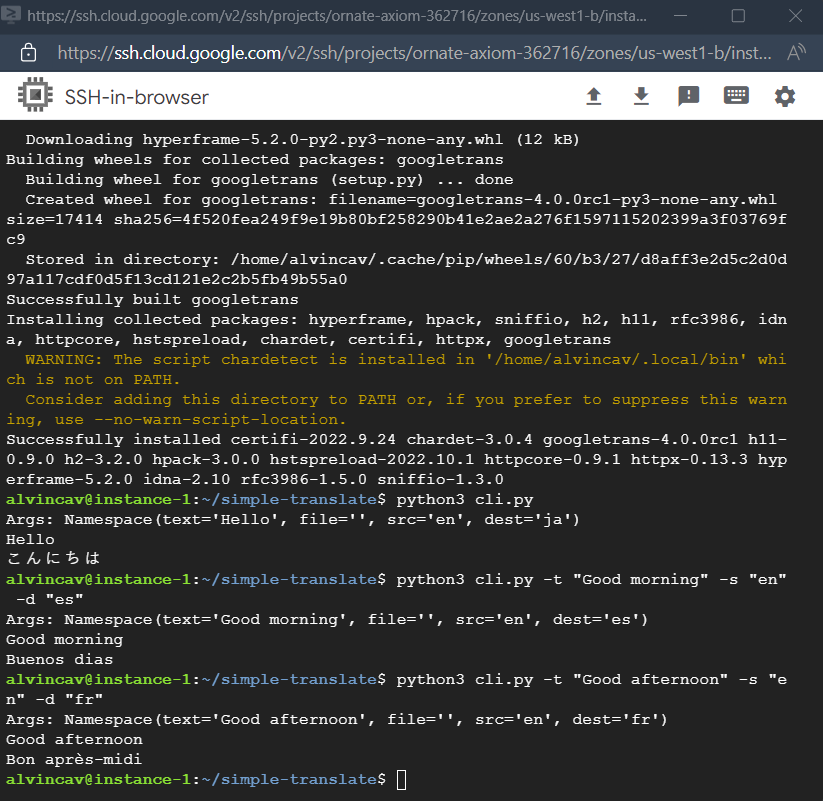 https://ssh.cloud.google.com/v2/ssh/projects/ornate-axiom-362716/zones/us-west1-b/insta...
https://ssh.cloud.google.com/v2/ssh/projects/ornate-axiom-362716/zones/us-west1-b/inst...
SSH-in-browser
Downloading hyperframe-5.2.0-py2.py3-none-any.whl (12 kB)
Building wheels for collected packages: googletrans
Building wheel for googletrans (setup.py) ... done
Created wheel for googletrans: filename=googletrans-4.0.0rc1-py3-none-any.whl
size=17414 sha256=4f520fea249f9e19b80bf258290b41e2ae2a276f1597115202399a3f03769f
c9
Stored in directory: /home/alvincav/.cache/pip/wheels/60/b3/27/d8aff3e2d5c2d0d
97a117cdf0d5f13cd121e2c2b5fb49b55a0
Successfully built googletrans
Installing collected packages: hyperframe, hpack, sniffio, h2, h11, rfc3986, idn
a, httpcore, hstspreload, chardet, certifi, httpx, googletrans
WARNING: The script chardetect is installed in '/home/alvincav/.local/bin' whi
ch is not on PATH.
Consider adding this directory to PATH or, if you prefer to suppress this warn
ing, use --no-warn-script-location.
Successfully installed certifi-2022.9.24 chardet-3.0.4 googletrans-4.0.0rc1 h11-
0.9.0 h2-3.2.0 hpack-3.0.0 hstspreload-2022.10.1 httpcore-0.9.1 httpx-0.13.3 hyp
erframe-5.2.0 idna-2.10 rfc3986-1.5.0 sniffio-1.3.0
alvincav@instance-1:~/simple-translate$ python3 cli.py
Args: Namespace(text='Hello', file='', src='en', dest='ja')
Hello
こんにちは
alvincav@instance-1:~/simple-translate$ python3 cli.py -t "Good morning" -s "en"
-d "es"
Args: Namespace(text='Good morning', file='', src='en', dest='es')
Good morning
Buenos dias
alvincav@instance-1:~/simple-translate$ python3 cli.py -t "Good afternoon" -s "e
n" -d "fr"
Args: Namespace(text='Good afternoon', file='', src='en', dest='fr')
Good afternoon
Bon après-midi
alvincav@instance-1:~/simple-translate$